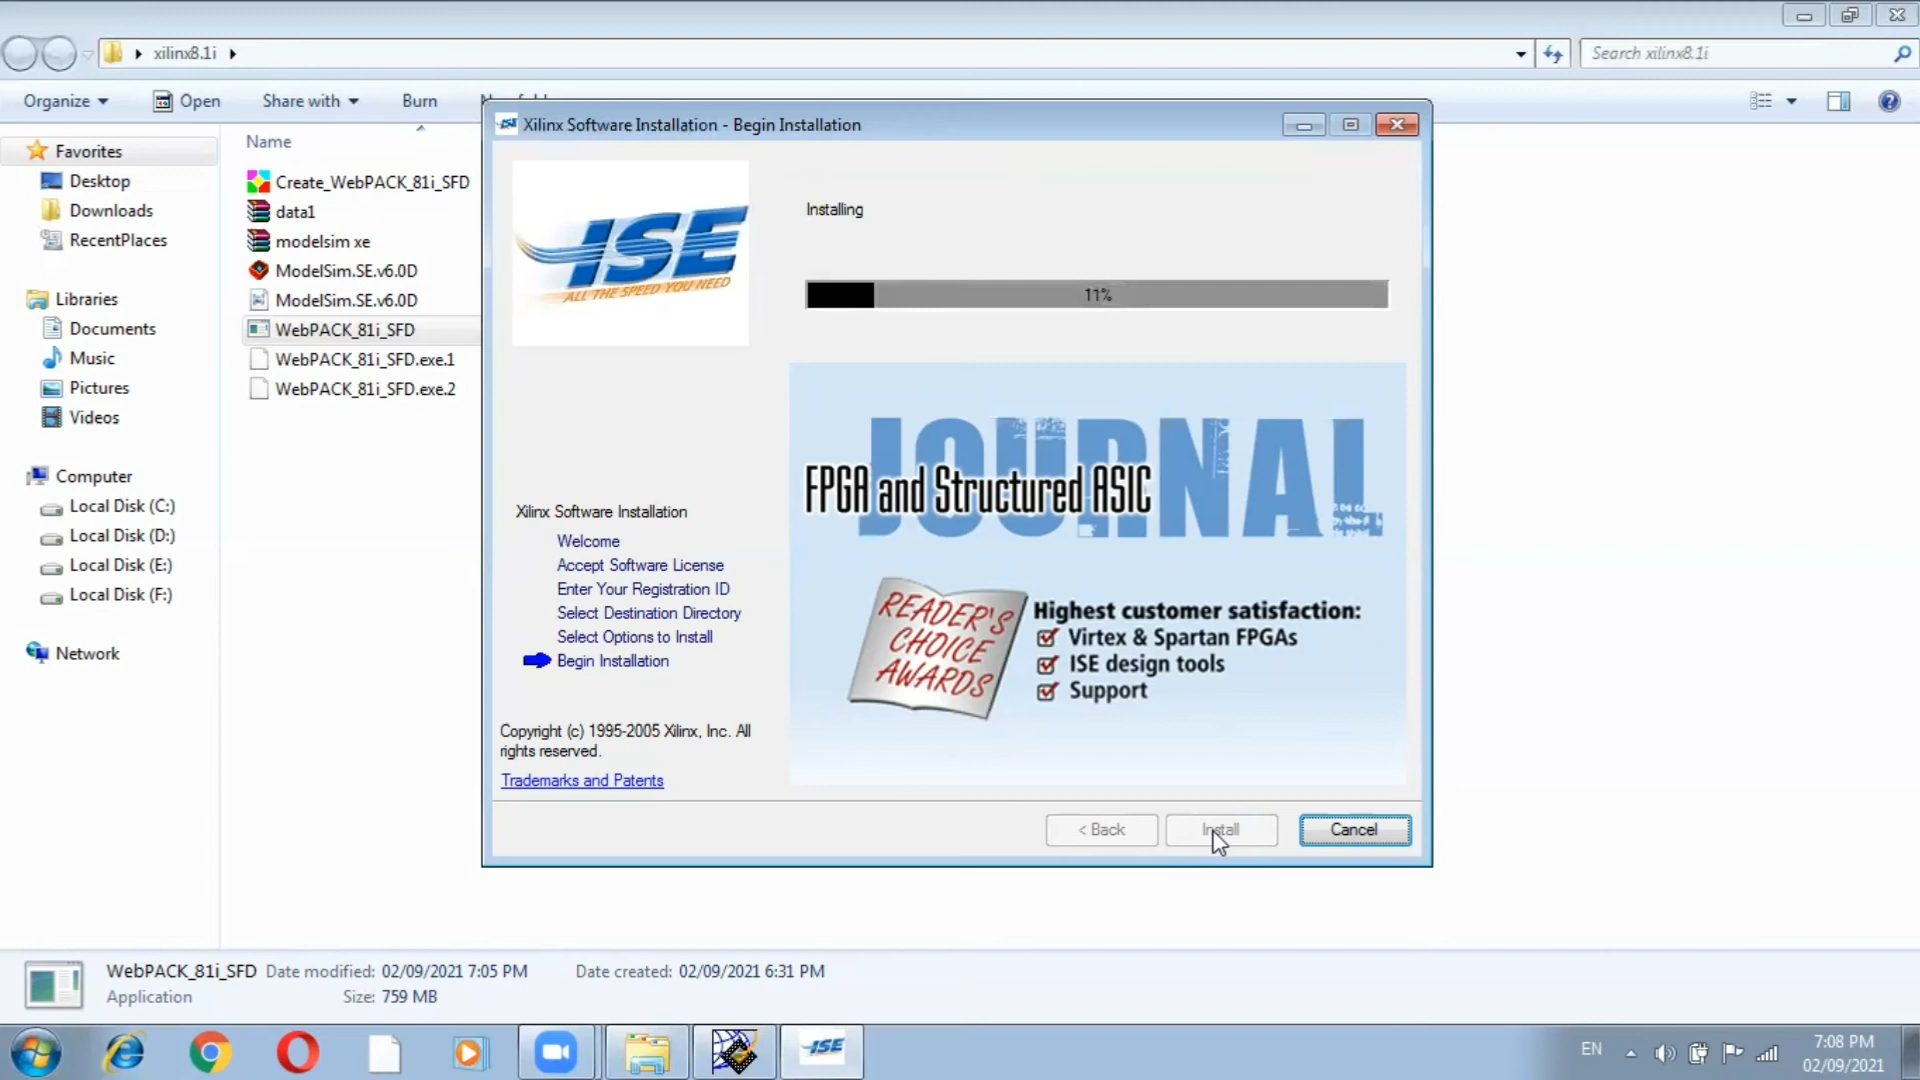 xilinx8.1i
Search xilinx8.1i
Organize
Open
Share with
Burn
Name
Favorites
Desktop
Downloads
RecentPlaces
Libraries
Documents
Music
Pictures
Videos
Computer
Local Disk (C:)
Local Disk (D:)
Local Disk (E:)
Local Disk (F:)
Network
Create_WebPACK_81i_SFD
data1
modelsim xe
ModelSim.SE.v6.0D
ModelSim.SE.v6.0D
WebPACK_81i_SFD
WebPACK_81i_SFD.exe.1
WebPACK_81i_SFD.exe.2
Xilinx Software Installation - Begin Installation
ISE
ALL THE SPEED YOU NEED
Installing
11%
Xilinx Software Installation
Welcome
Accept Software License
Enter Your Registration ID
Select Destination Directory
Select Options to Install
Begin Installation
Copyright (c) 1995-2005 Xilinx, Inc. All
rights reserved.
Trademarks and Patents
JOURNAL
FPGA and Structured ASIC
READER'S
CHOICE
AWARDS
Highest customer satisfaction:
Virtex & Spartan FPGAs
ISE design tools
Support
< Back
Install
Cancel
WebPACK_81i_SFD Date modified: 02/09/2021 7:05 PM Date created: 02/09/2021 6:31 PM
Application Size: 759 MB
ISE
EN
7:08 PM
02/09/2021